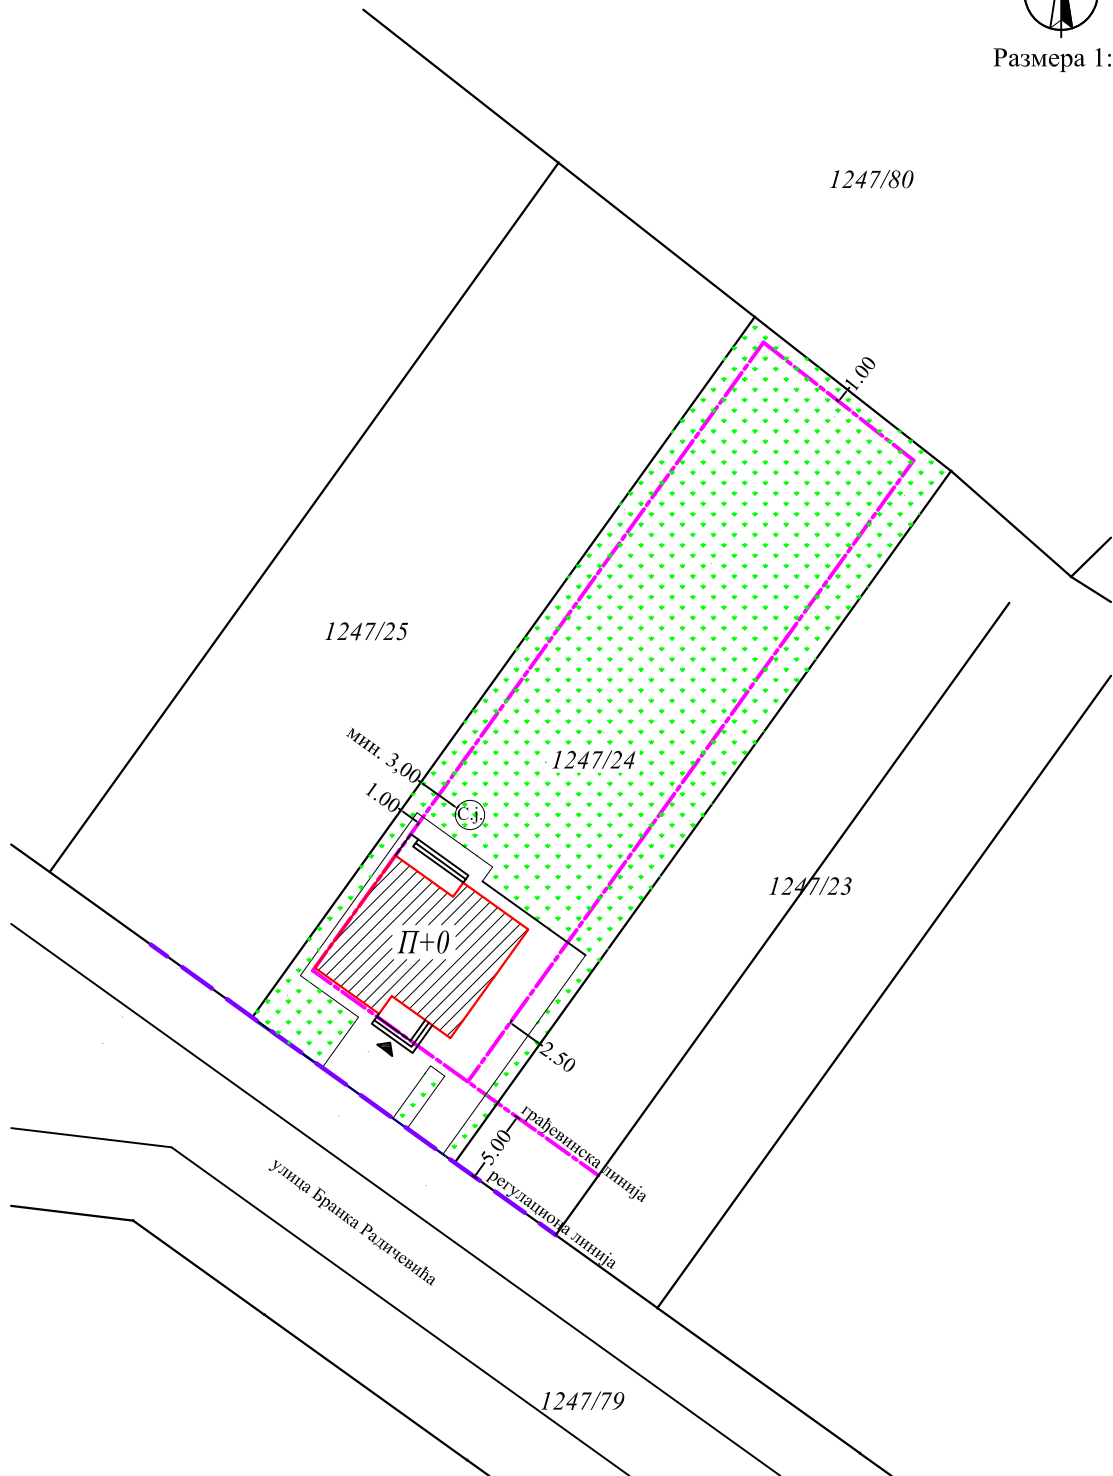 Размера 1:
1247/80
1.00
1247/25
мин. 3,00
1247/24
1.00
С.ј.
1247/23
П+0
2.50
грађевинска линија
5.00
регулациона линија
улица Бранка Радичевића
1247/79